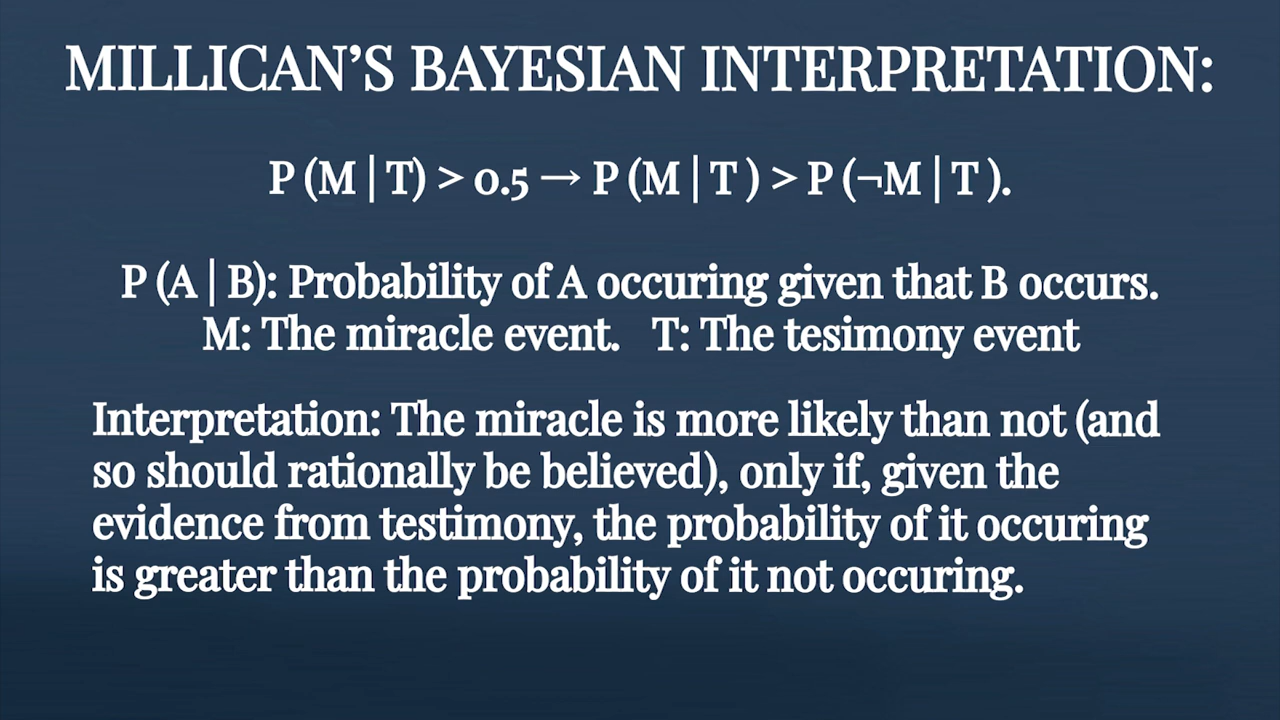 MILLICAN’S BAYESIAN INTERPRETATION:
P (M | T) > 0.5 → P (M | T ) > P (¬M | T ).
P (A | B): Probability of A occuring given that B occurs.
M: The miracle event. T: The tesimony event
Interpretation: The miracle is more likely than not (and
so should rationally be believed), only if, given the
evidence from testimony, the probability of it occuring
is greater than the probability of it not occuring.